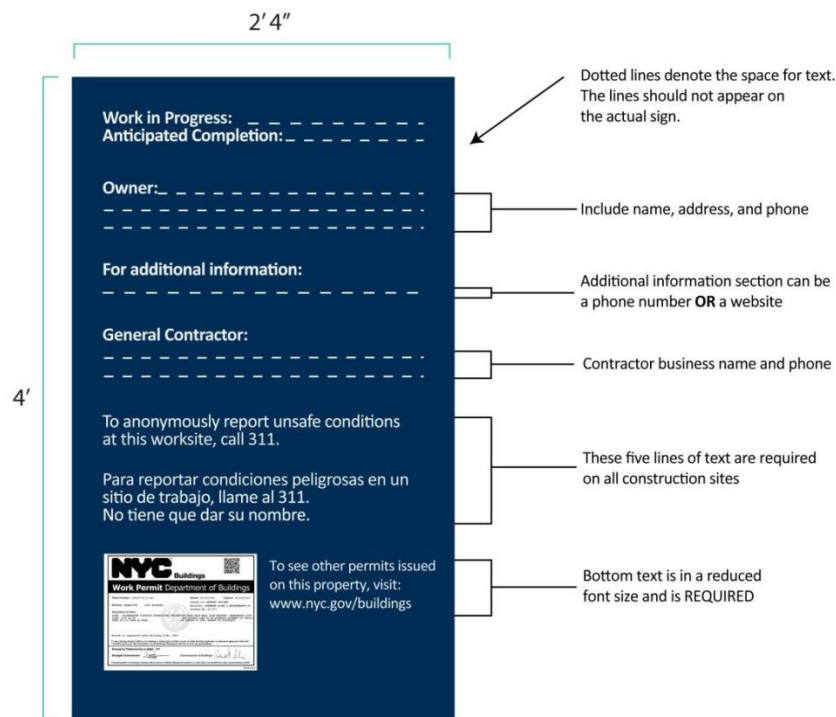 2' 4"
4'
Work in Progress:
Anticipated Completion:
Owner:
For additional information:
General Contractor:
To anonymously report unsafe conditions
at this worksite, call 311.
Para reportar condiciones peligrosas en un
sitio de trabajo, llame al 311.
No tiene que dar su nombre.
NYC Buildings
Work Permit Department of Buildings
To see other permits issued
on this property, visit:
www.nyc.gov/buildings
Dotted lines denote the space for text.
The lines should not appear on
the actual sign.
Include name, address, and phone
Additional information section can be
a phone number OR a website
Contractor business name and phone
These five lines of text are required
on all construction sites
Bottom text is in a reduced
font size and is REQUIRED